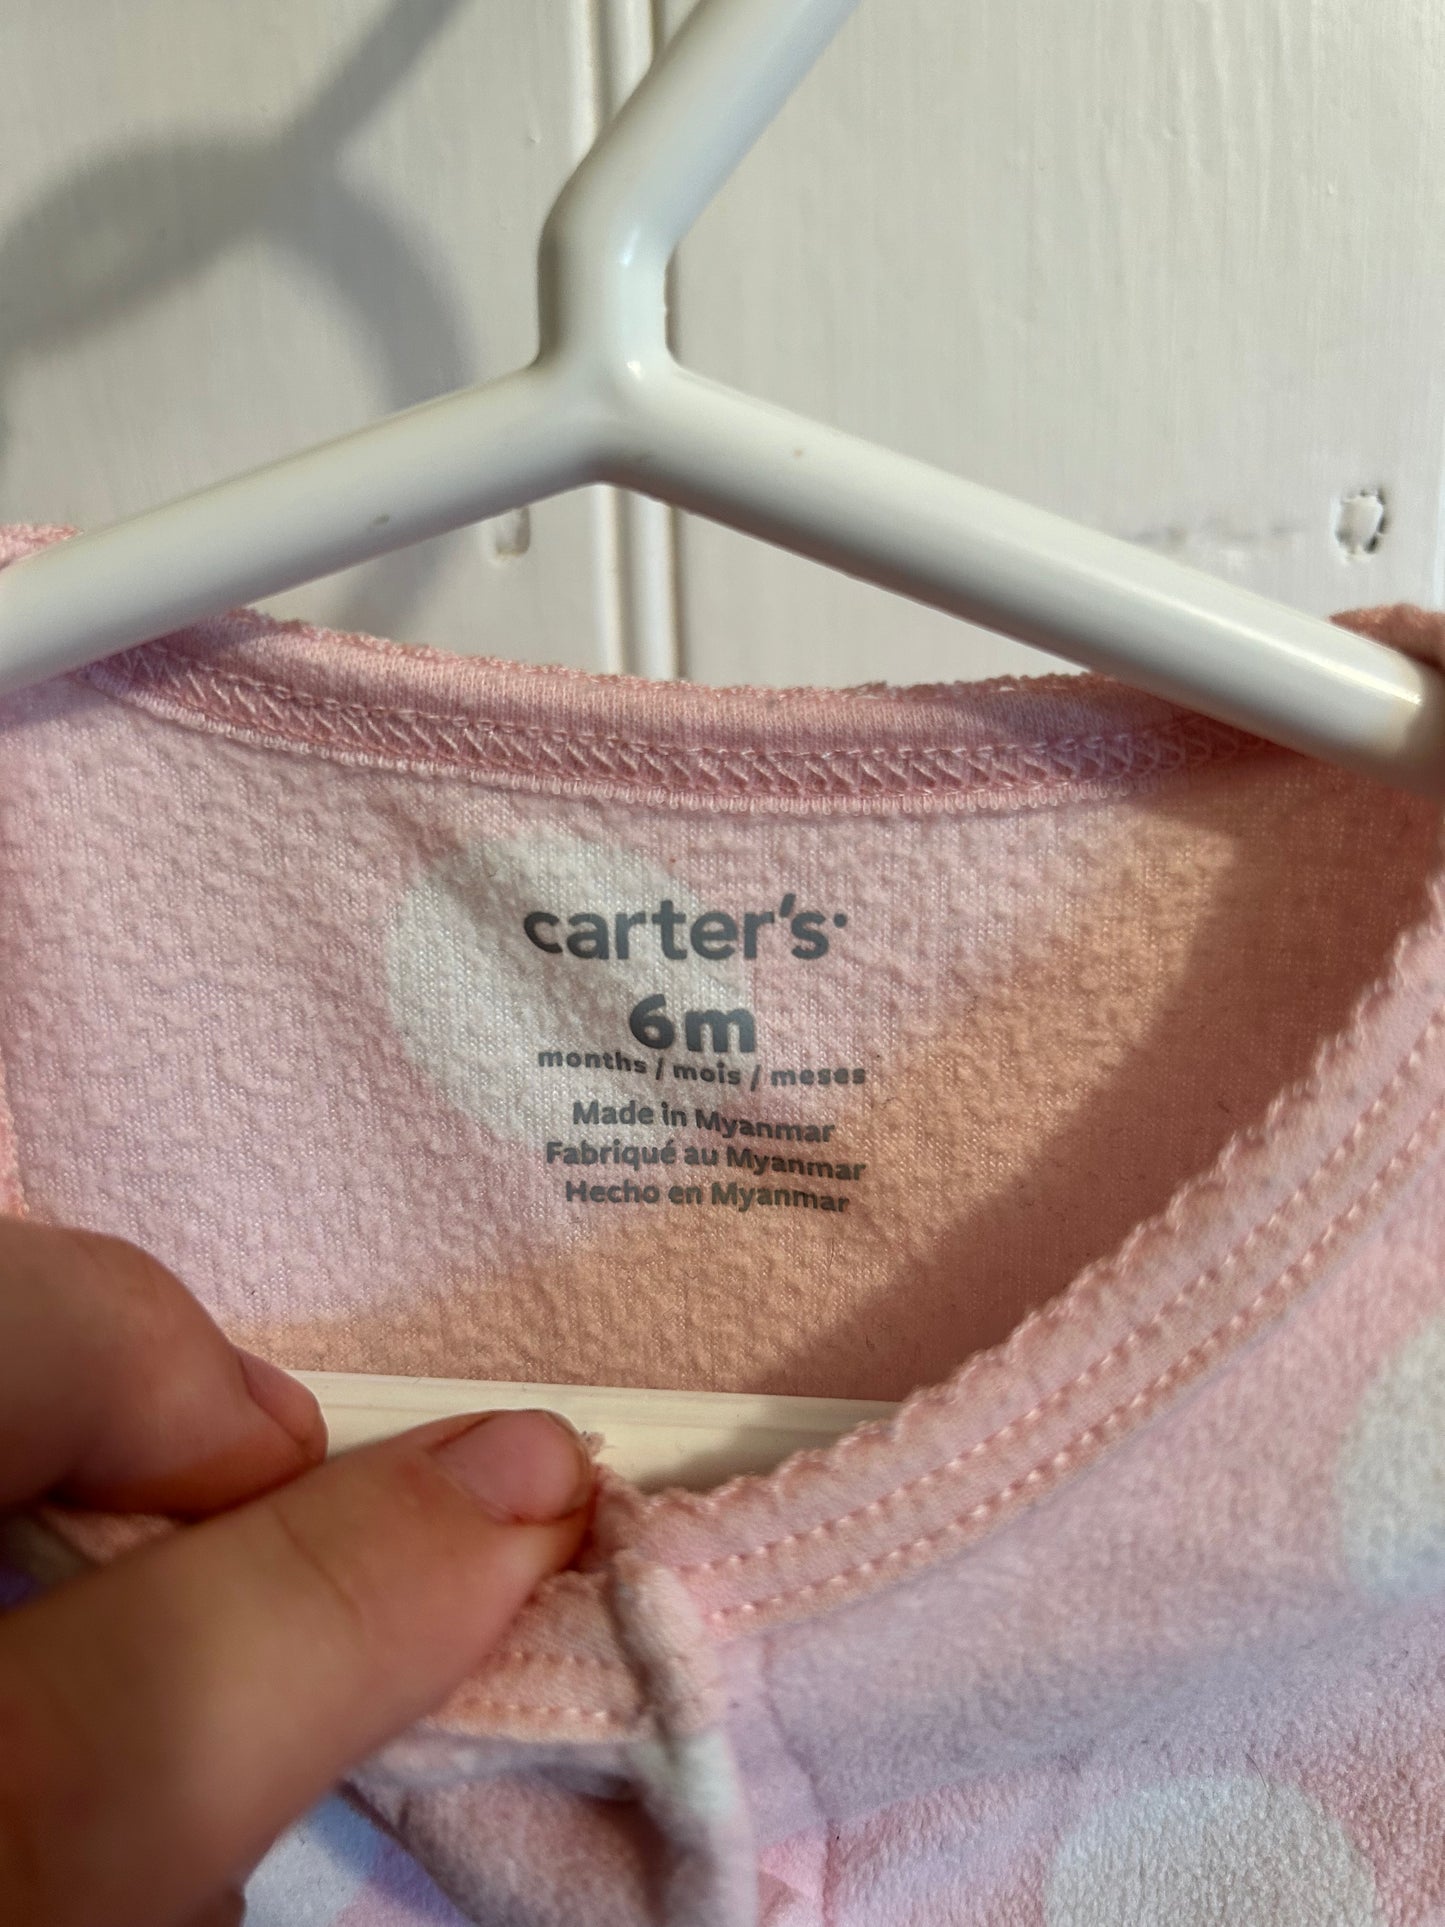 carter's
6m
months / mois / meses
Made in Myanmar
Fabriqué au Myanmar
Hecho en Myanmar